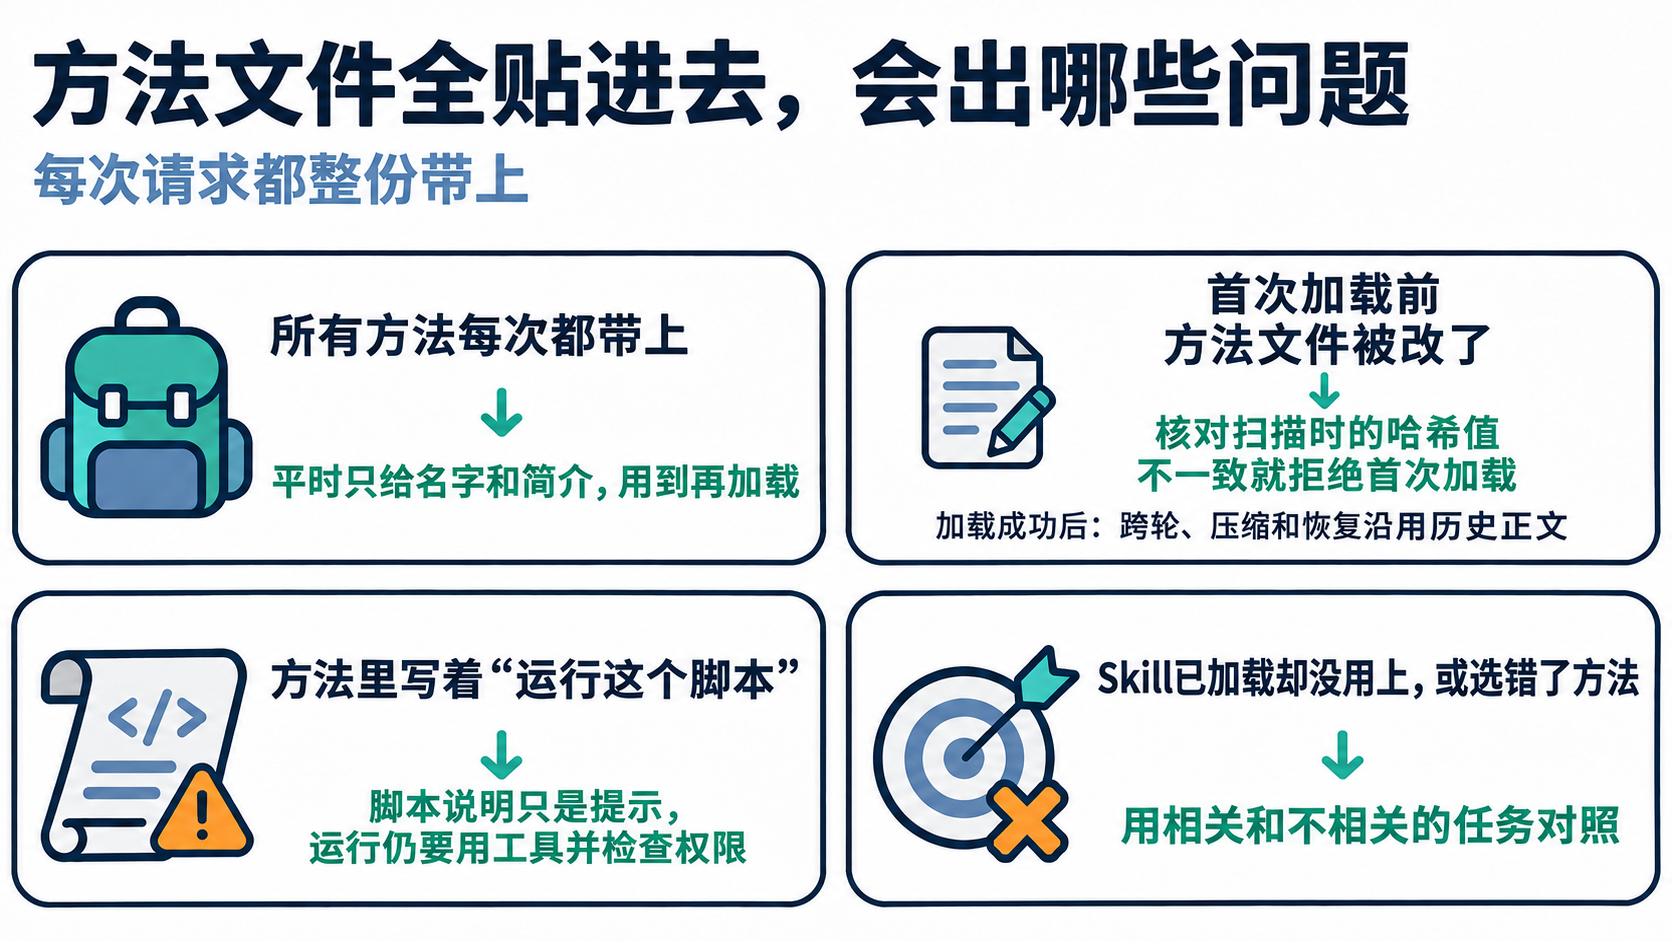 方法文件全贴进去，会出哪些问题
每次请求都整份带上
所有方法每次都带上
平时只给名字和简介，用到再加载
首次加载前
方法文件被改了
核对扫描时的哈希值
不一致就拒绝首次加载
加载成功后：跨轮、压缩和恢复沿用历史正文
方法里写着“运行这个脚本”
脚本说明只是提示，
运行仍要用工具并检查权限
Skill已加载却没用上，或选错了方法
用相关和不相关的任务对照